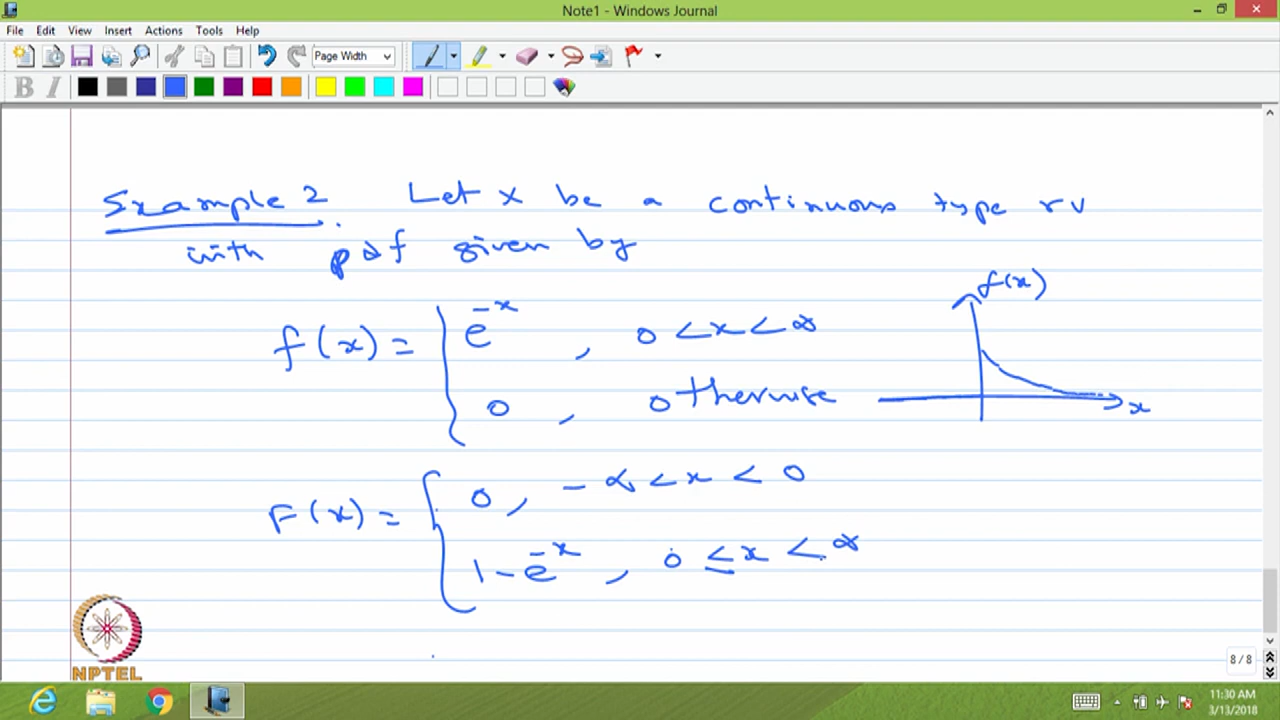 Note1 - Windows Journal
File Edit View Insert Actions Tools Help
Page Width
B I
Example 2. Let X be a continuous type rv
with pdf given by
f(x) = { e^-x , 0 < x < ∞
0 , otherwise
f(x)
x
F(x) = { 0 , -∞ < x < 0
1 - e^-x , 0 ≤ x < ∞
NPTEL
8 / 8
11:30 AM
3/13/2018